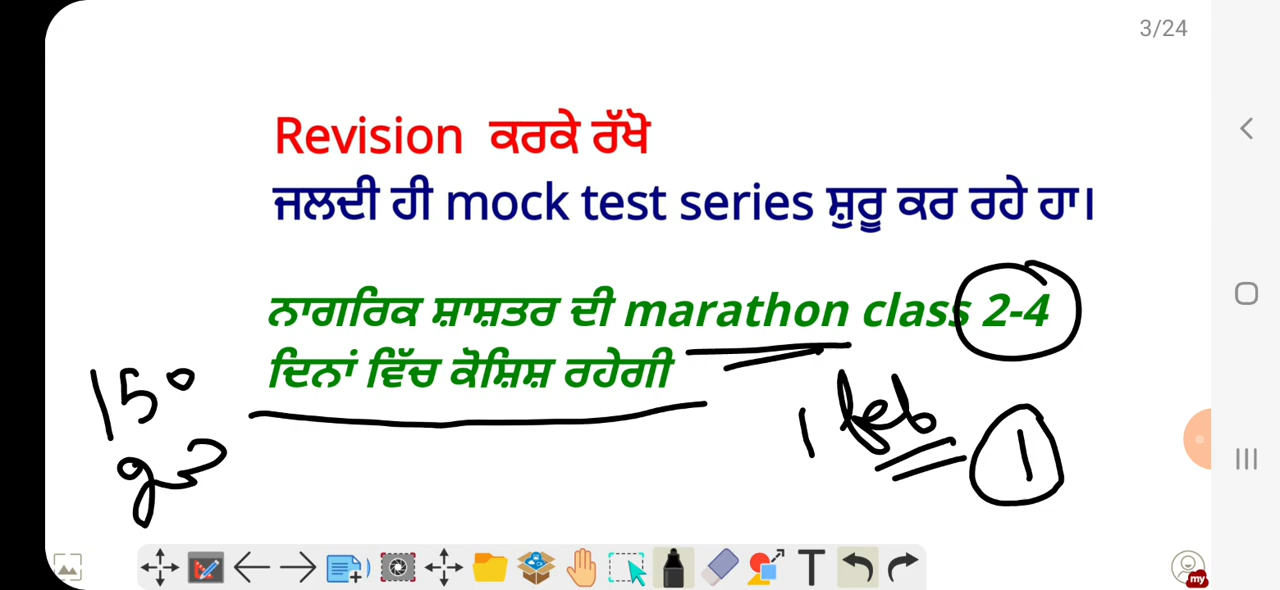 3/24
Revision ਕਰਕੇ ਰੱਖੋ
ਜਲਦੀ ਹੀ mock test series ਸ਼ੁਰੂ ਕਰ ਰਹੇ ਹਾ।
ਨਾਗਰਿਕ ਸ਼ਾਸ਼ਤਰ ਦੀ marathon class 2-4
ਦਿਨਾਂ ਵਿੱਚ ਕੋਸ਼ਿਸ਼ ਰਹੇਗੀ
1 feb
1
my